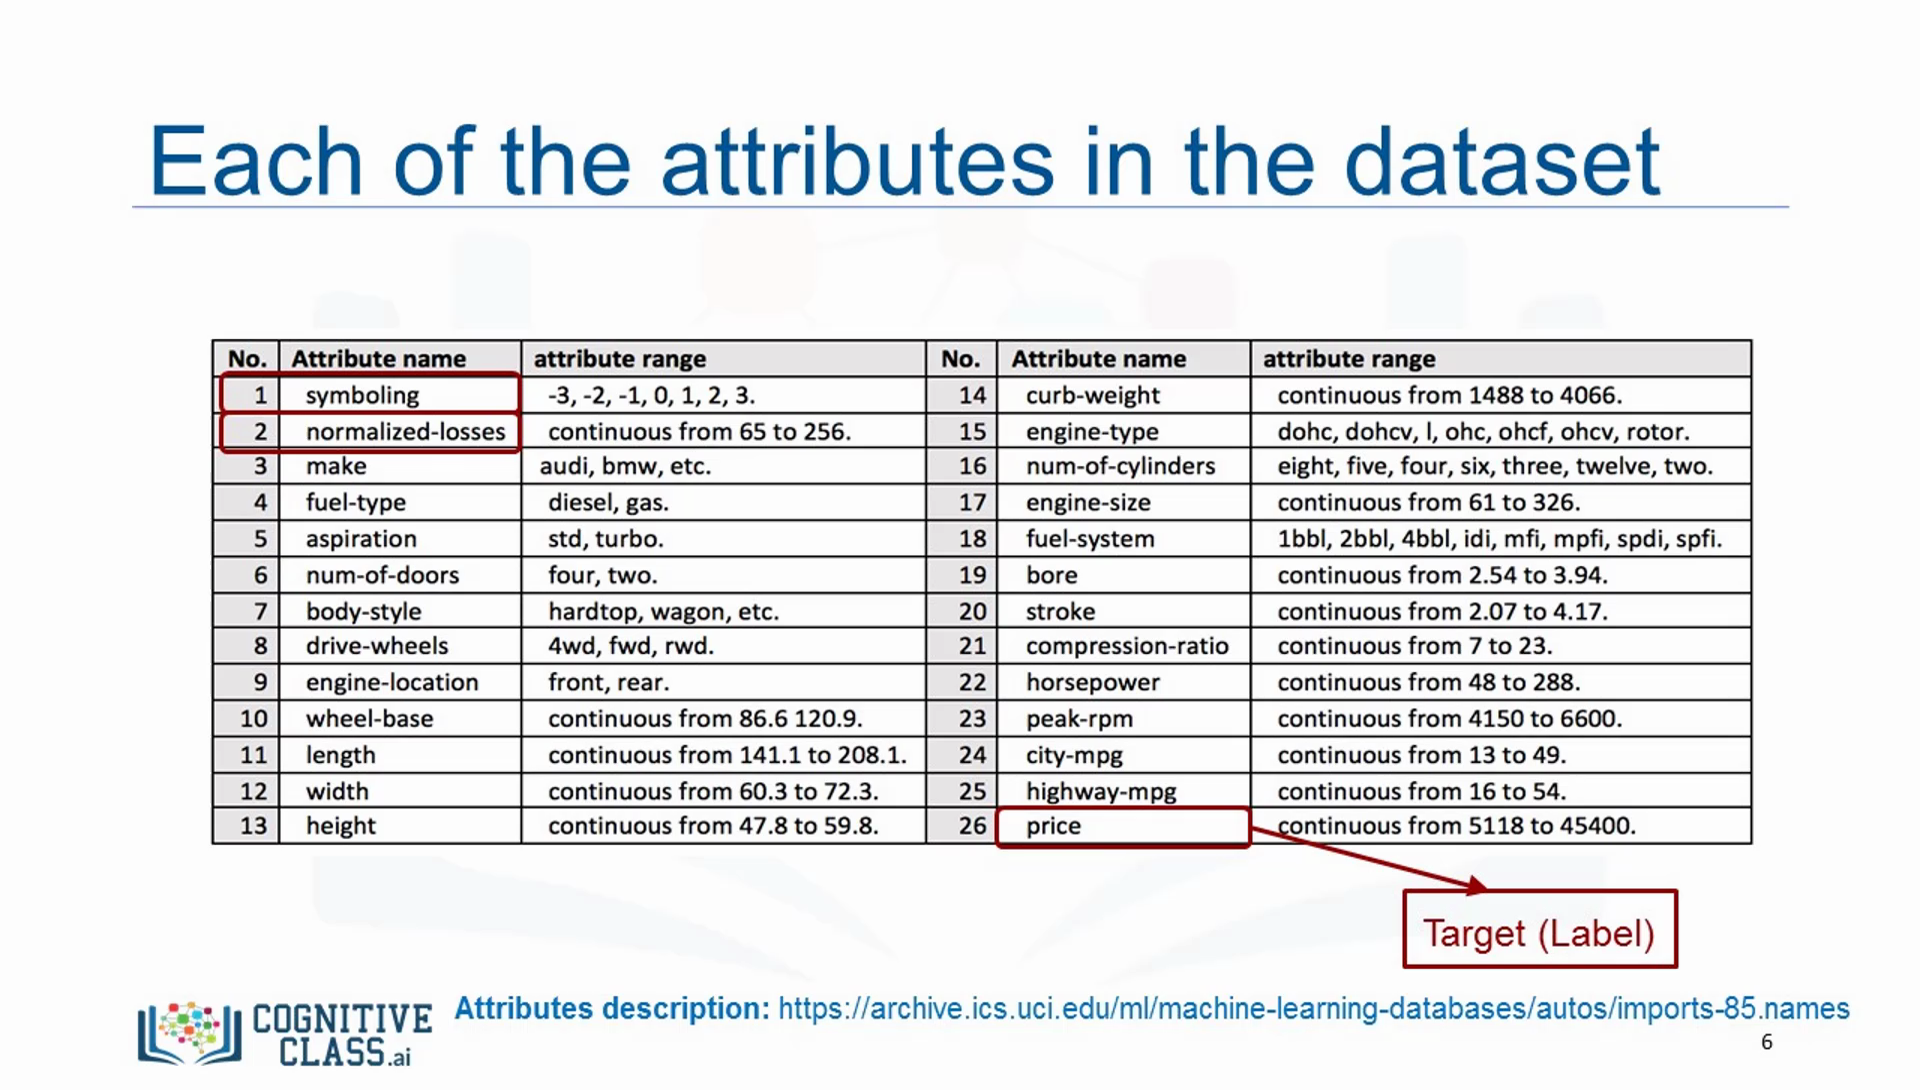 Each of the attributes in the dataset
No. Attribute name attribute range No. Attribute name attribute range
1 symboling -3, -2, -1, 0, 1, 2, 3. 14 curb-weight continuous from 1488 to 4066.
2 normalized-losses continuous from 65 to 256. 15 engine-type dohc, dohcv, l, ohc, ohcf, ohcv, rotor.
3 make audi, bmw, etc. 16 num-of-cylinders eight, five, four, six, three, twelve, two.
4 fuel-type diesel, gas. 17 engine-size continuous from 61 to 326.
5 aspiration std, turbo. 18 fuel-system 1bbl, 2bbl, 4bbl, idi, mfi, mpfi, spdi, spfi.
6 num-of-doors four, two. 19 bore continuous from 2.54 to 3.94.
7 body-style hardtop, wagon, etc. 20 stroke continuous from 2.07 to 4.17.
8 drive-wheels 4wd, fwd, rwd. 21 compression-ratio continuous from 7 to 23.
9 engine-location front, rear. 22 horsepower continuous from 48 to 288.
10 wheel-base continuous from 86.6 120.9. 23 peak-rpm continuous from 4150 to 6600.
11 length continuous from 141.1 to 208.1. 24 city-mpg continuous from 13 to 49.
12 width continuous from 60.3 to 72.3. 25 highway-mpg continuous from 16 to 54.
13 height continuous from 47.8 to 59.8. 26 price continuous from 5118 to 45400.
Target (Label)
COGNITIVE
CLASS.ai
Attributes description: https://archive.ics.uci.edu/ml/machine-learning-databases/autos/imports-85.names
6